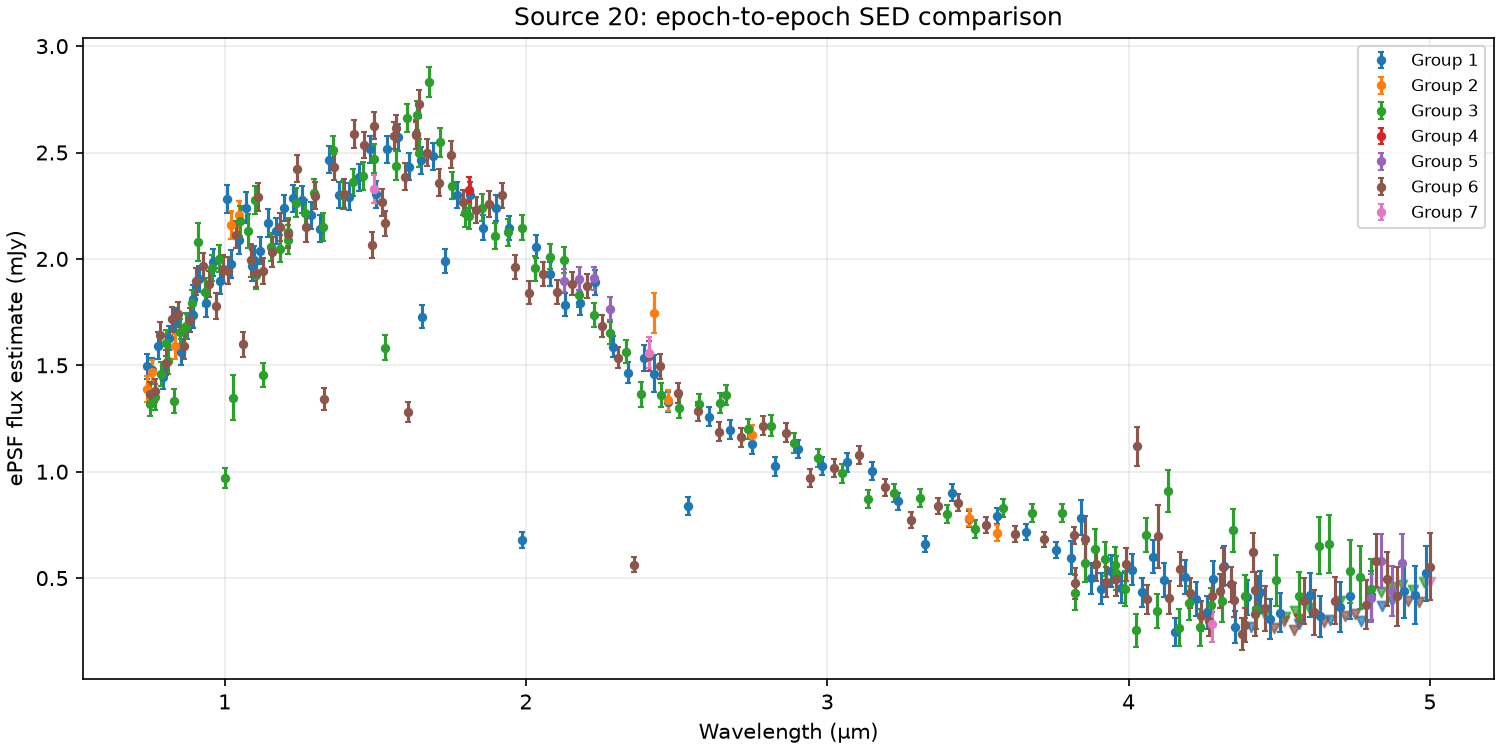 Source 20: epoch-to-epoch SED comparison
ePSF flux estimate (mJy)
3.0
2.5
2.0
1.5
1.0
0.5
Group 1
Group 2
Group 3
Group 4
Group 5
Group 6
Group 7
1 2 3 4 5
Wavelength (μm)